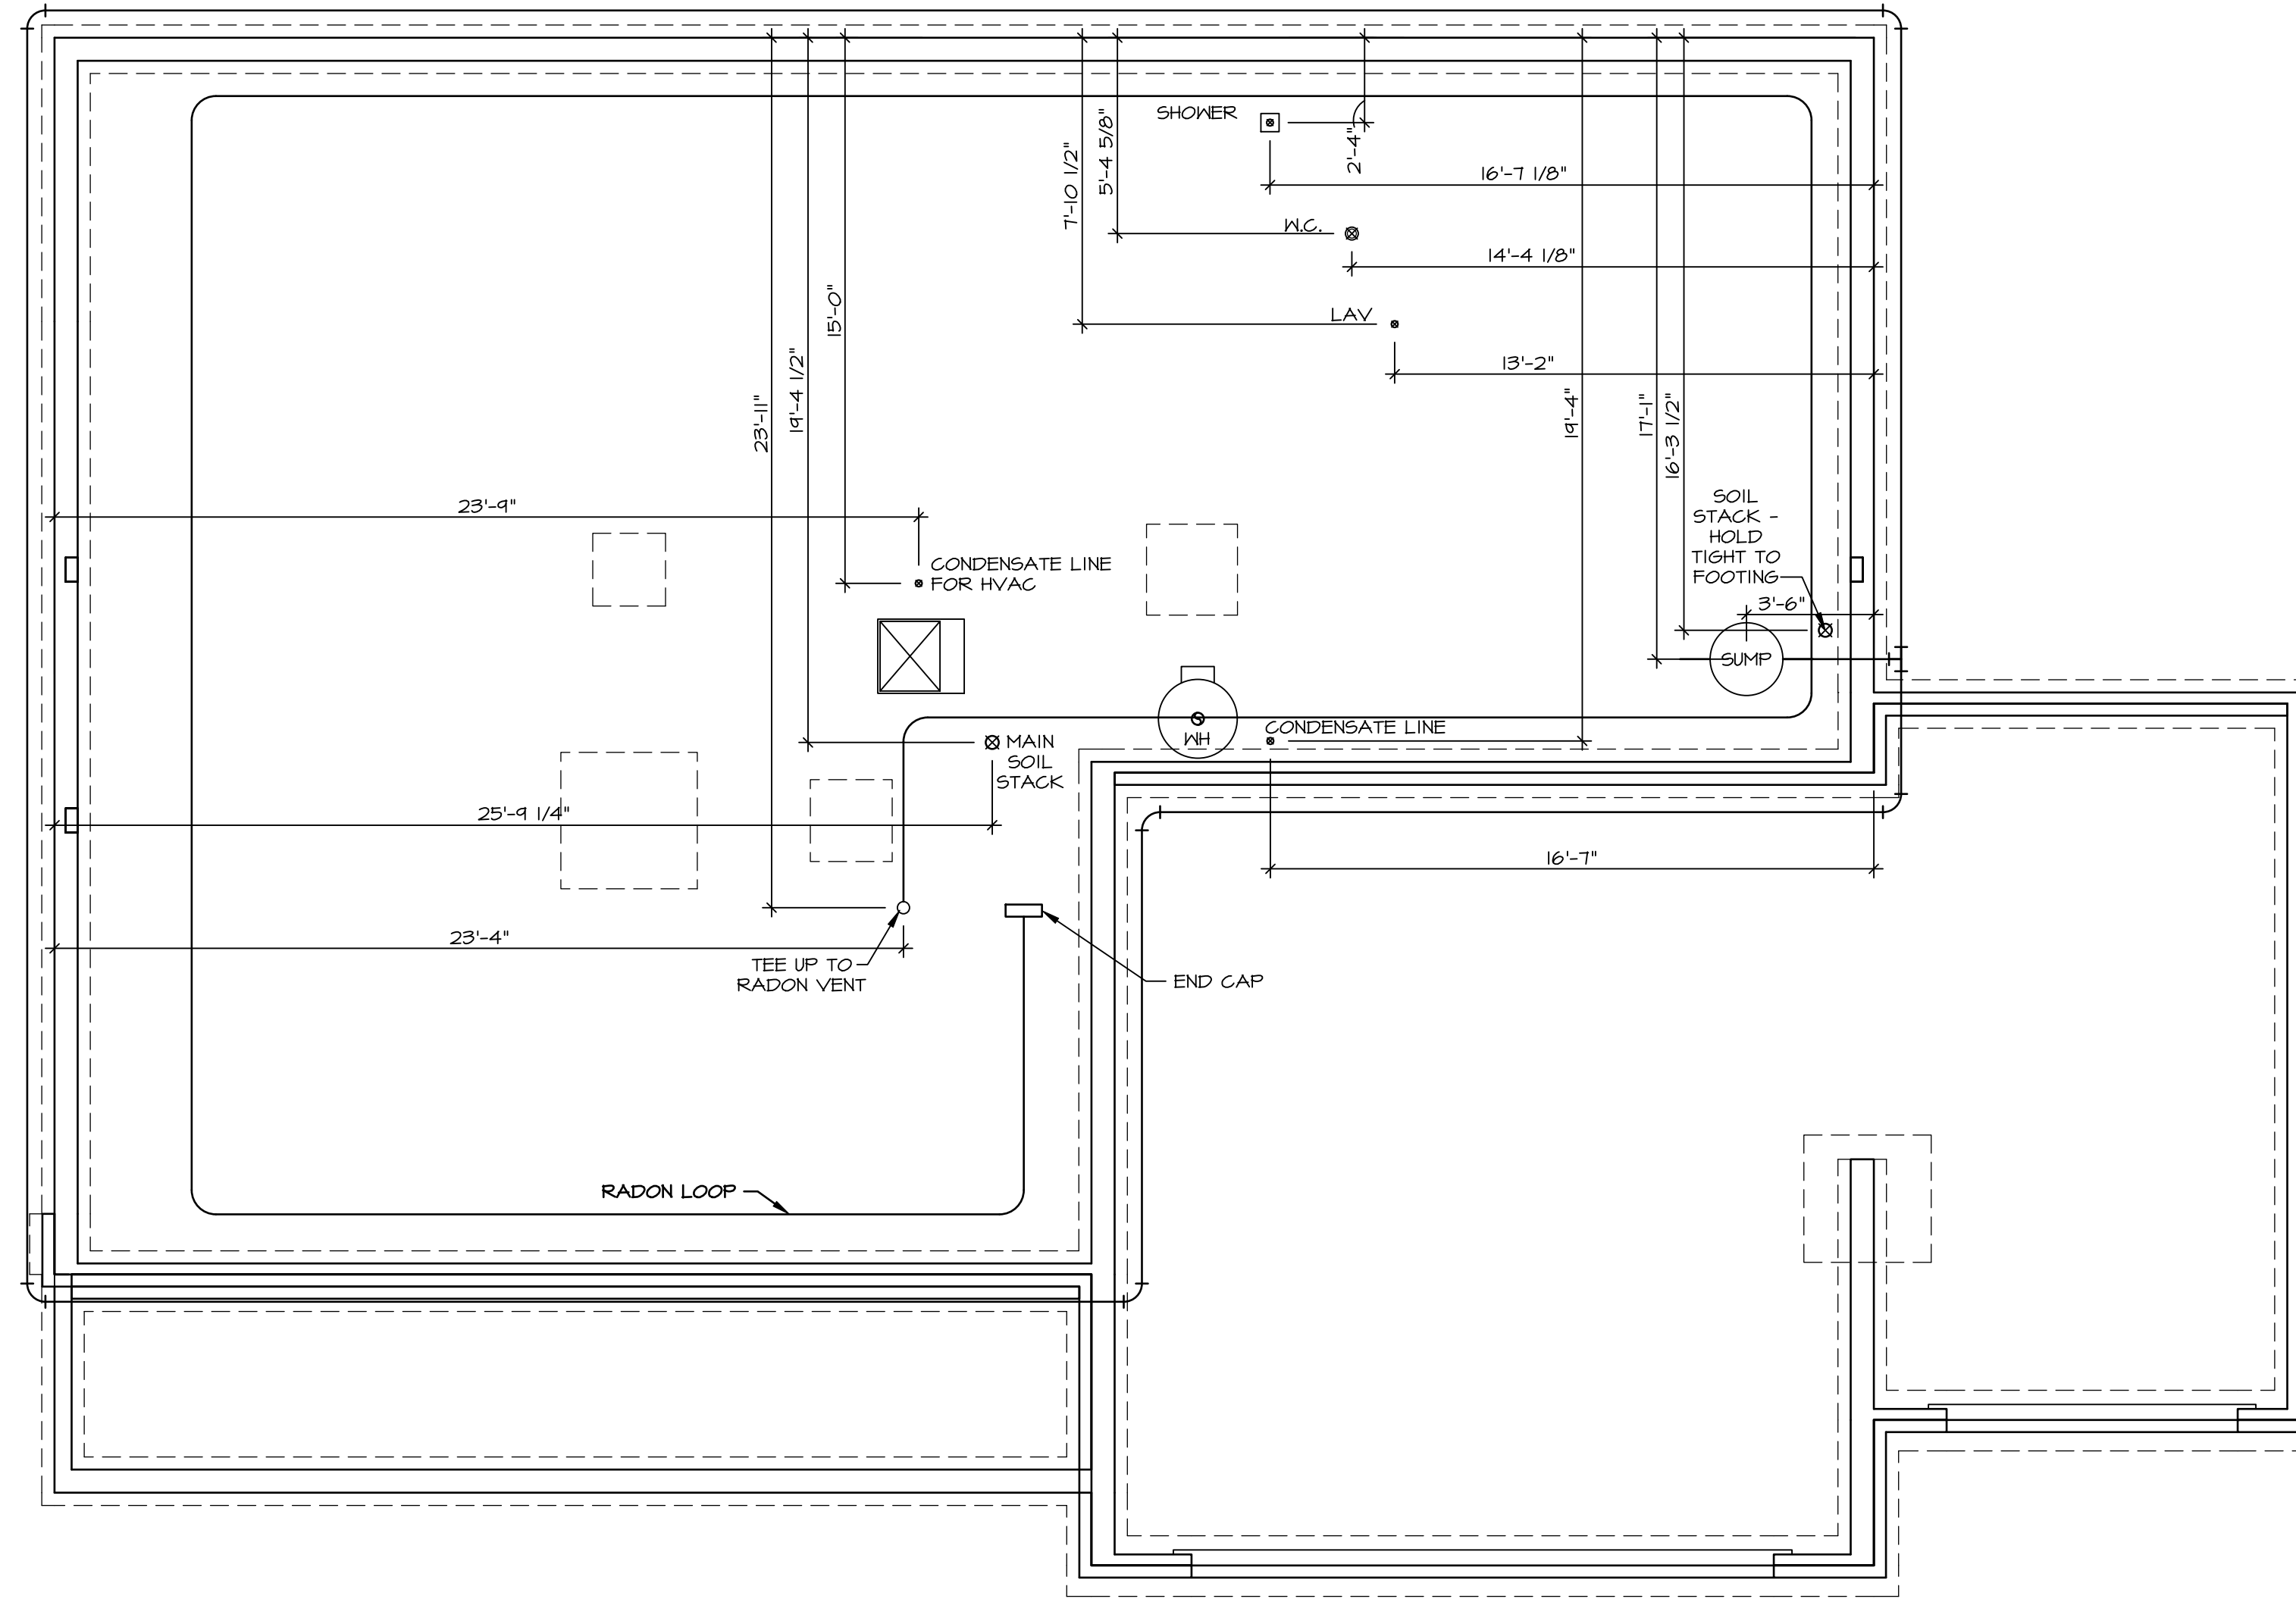 SHOWER
2'-4"
5'-4 5/8"
7'-10 1/2"
16'-7 1/8"
W.C.
14'-4 1/8"
LAV
15'-0"
13'-2"
19'-4 1/2"
23'-11"
19'-4"
17'-1"
16'-3 1/2"
23'-9"
SOIL
STACK -
HOLD
TIGHT TO
FOOTING
CONDENSATE LINE
FOR HVAC
3'-6"
SUMP
WH
CONDENSATE LINE
MAIN
SOIL
STACK
25'-9 1/4"
16'-7"
23'-4"
TEE UP TO
RADON VENT
END CAP
RADON LOOP